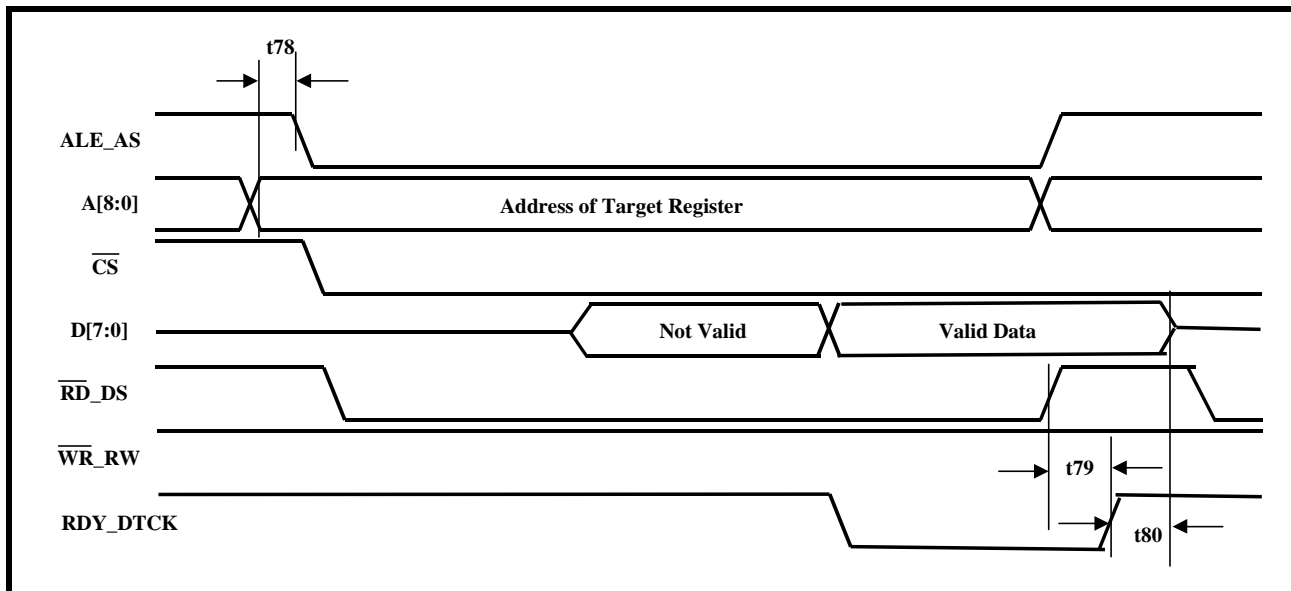 t78
ALE_AS
A[8:0]
Address of Target Register
CS
D[7:0]
Not Valid
Valid Data
RD_DS
WR_RW
t79
RDY_DTCK
t80